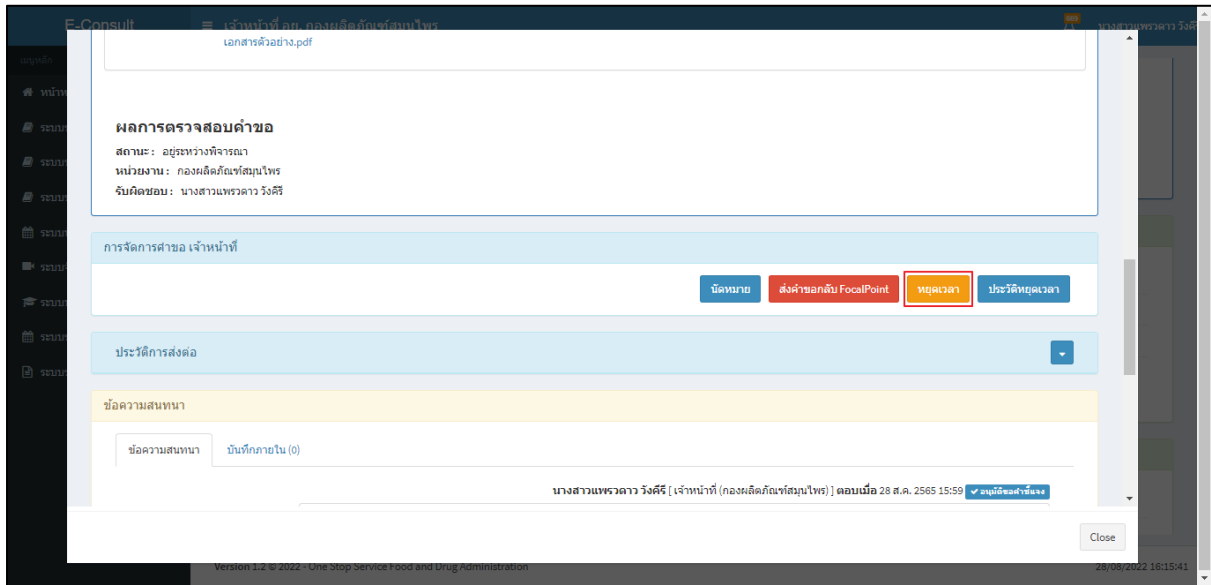 E-Consult
เจ้าหน้าที่ อย. กองผลิตภัณฑ์สมุนไพร
นางสาวแพรวดาว วังคีรี
เมนูหลัก
เอกสารตัวอย่าง.pdf
ผลการตรวจสอบคำขอ
สถานะ : อยู่ระหว่างพิจารณา
หน่วยงาน : กองผลิตภัณฑ์สมุนไพร
รับผิดชอบ : นางสาวแพรวดาว วังคีรี
การจัดการคำขอ เจ้าหน้าที่
นัดหมาย ส่งคำขอกลับ FocalPoint หยุดเวลา ประวัติหยุดเวลา
ประวัติการส่งต่อ
ข้อความสนทนา
ข้อความสนทนา บันทึกภายใน (0)
นางสาวแพรวดาว วังคีรี [ เจ้าหน้าที่ (กองผลิตภัณฑ์สมุนไพร) ] ตอบเมื่อ 28 ส.ค. 2565 15:59 อนุมัติขอคำชี้แจง
Close
Version 1.2 © 2022 - One Stop Service Food and Drug Administration
28/08/2022 16:15:41